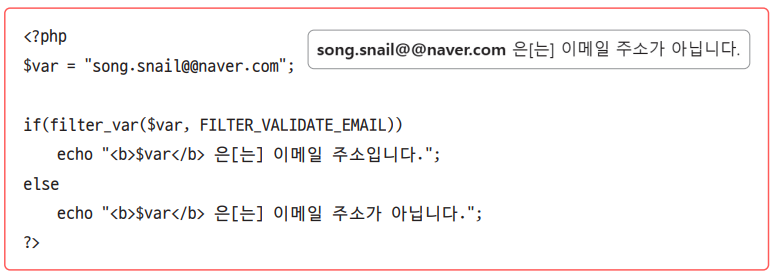 <?php
$var = "song.snail@@naver.com";
song.snail@@naver.com 은[는] 이메일 주소가 아닙니다.
if(filter_var($var, FILTER_VALIDATE_EMAIL))
    echo "<b>$var</b> 은[는] 이메일 주소입니다.";
else
    echo "<b>$var</b> 은[는] 이메일 주소가 아닙니다.";
?>